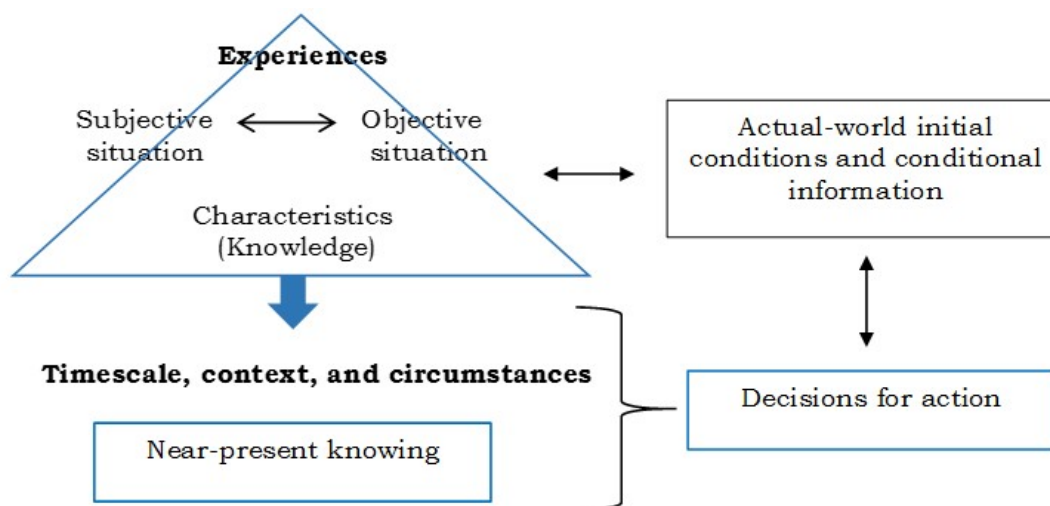 Experiences
Subjective
situation
Objective
situation
Characteristics
(Knowledge)
Actual-world initial
conditions and conditional
information
Timescale, context, and circumstances
Near-present knowing
Decisions for action